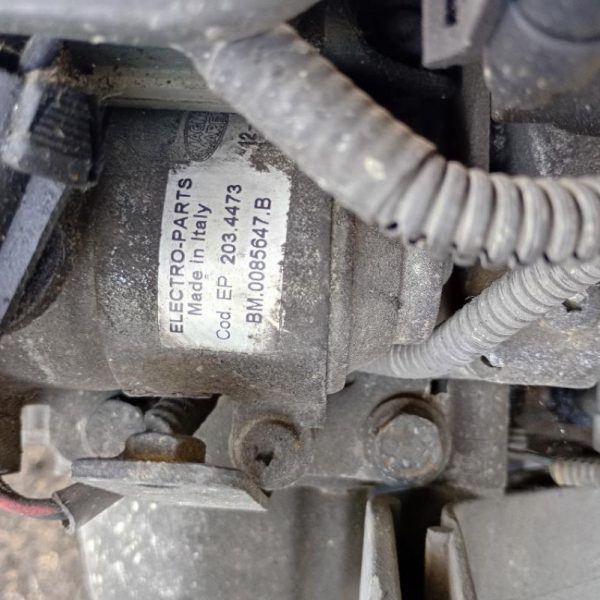 ELECTRO-PARTS
Made in Italy
Cod. EP 203.4473
BM.0085647.B